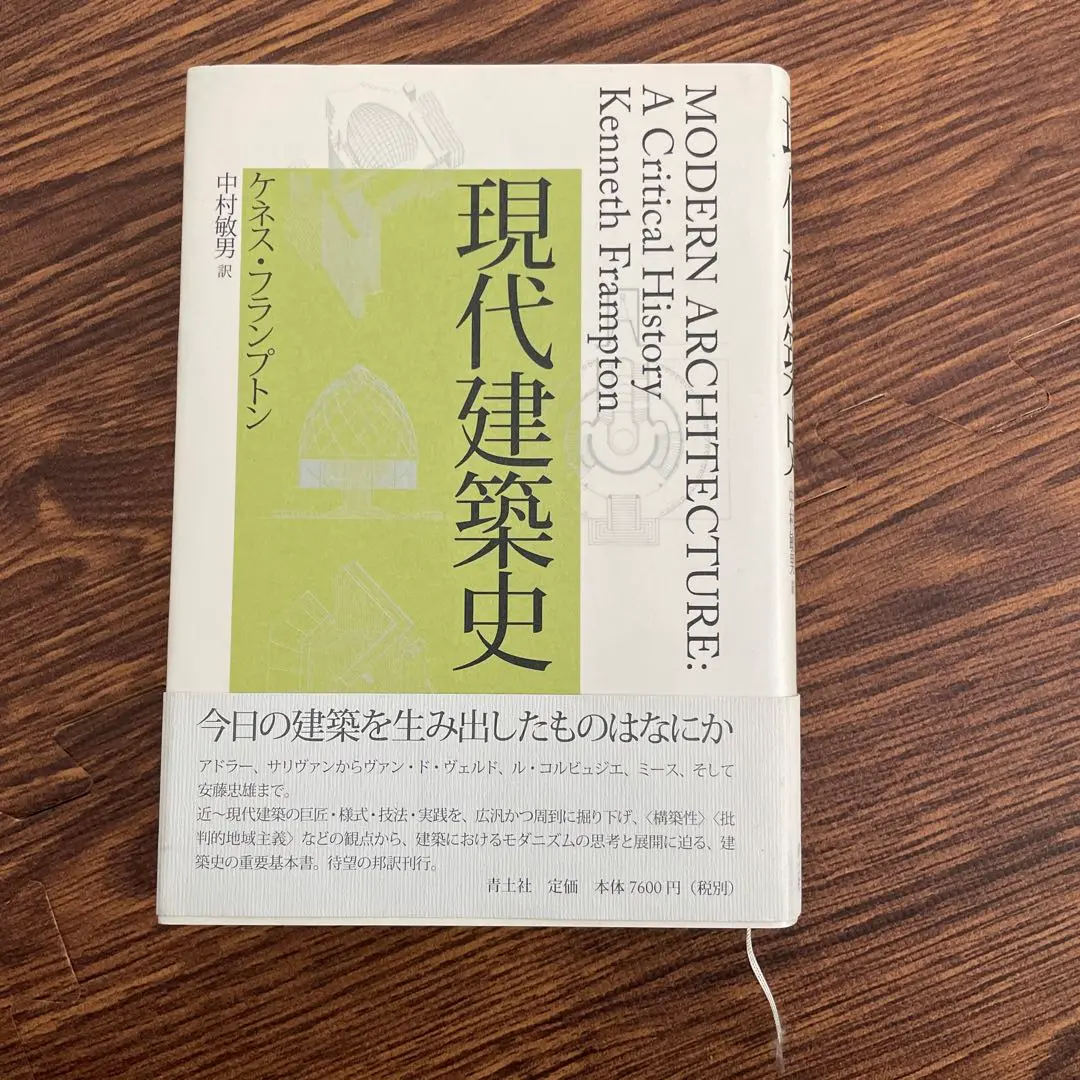 MODERN ARCHITECTURE:
A Critical History
Kenneth Frampton
現代建築史
ケネス・フランプトン
中村敏男 訳
今日の建築を生み出したものはなにか
アドラー、サリヴァンからヴァン・ド・ヴェルド、ル・コルビュジエ、ミース、そして
安藤忠雄まで。
近〜現代建築の巨匠・様式・技法・実践を、広汎かつ周到に掘り下げ、〈構築性〉〈批
判的地域主義〉などの観点から、建築におけるモダニズムの思考と展開に迫る、建
築史の重要基本書。待望の邦訳刊行。
青土社 定価 本体7600円（税別）
現代建築史